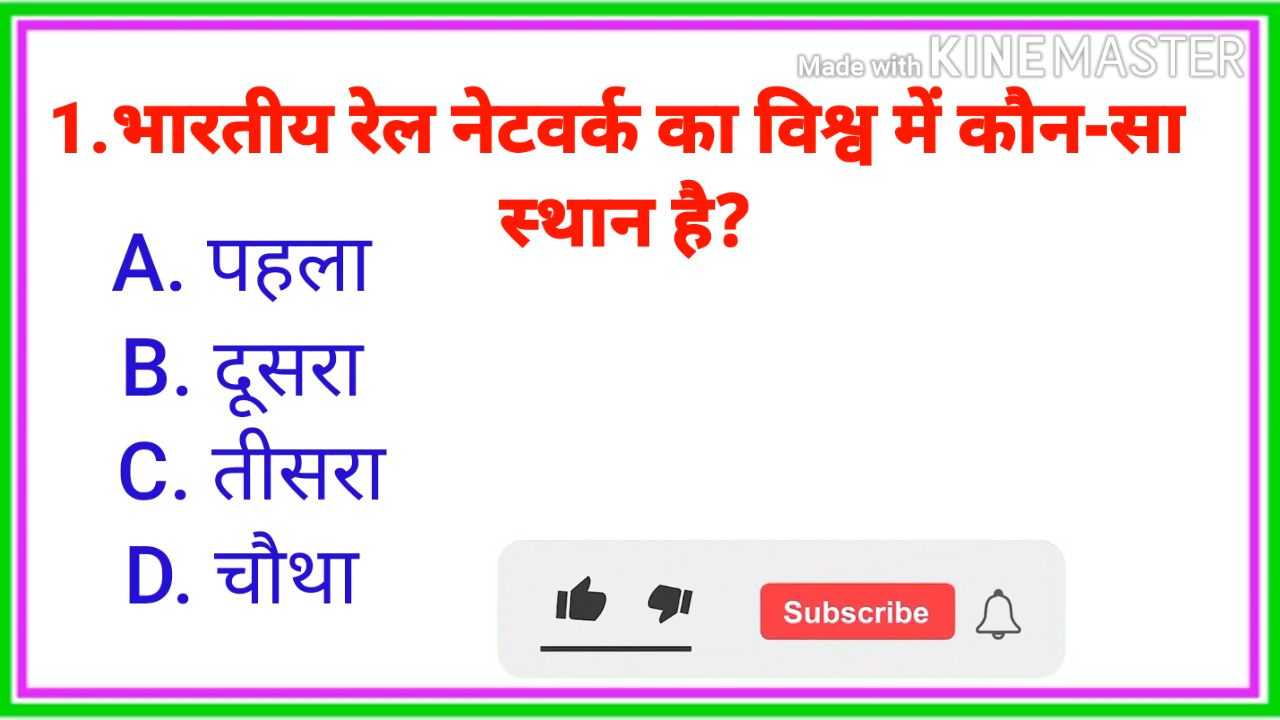 Made with KINEMASTER
1. भारतीय रेल नेटवर्क का विश्व में कौन-सा
स्थान है?
A. पहला
B. दूसरा
C. तीसरा
D. चौथा
Subscribe